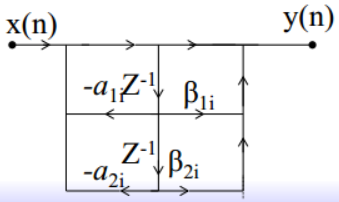 x(n) y(n)
-a1i Z-1 β1i
Z-1 β2i
-a2i